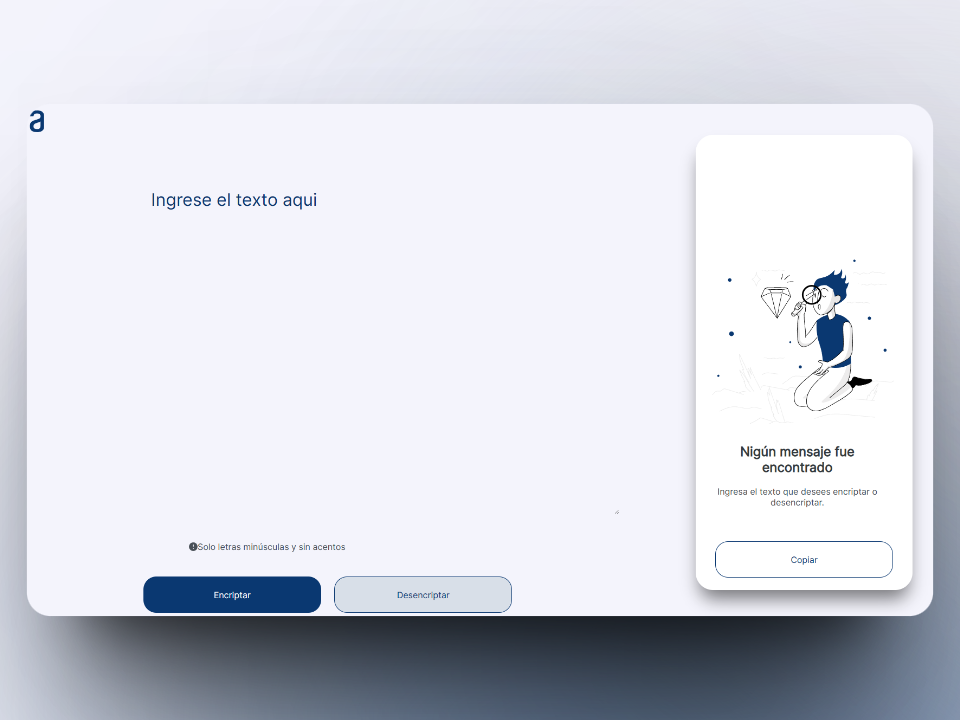 a
Ingrese el texto aqui
Nigún mensaje fue
encontrado
Ingresa el texto que desees encriptar o
desencriptar.
Copiar
Solo letras minúsculas y sin acentos
Encriptar
Desencriptar